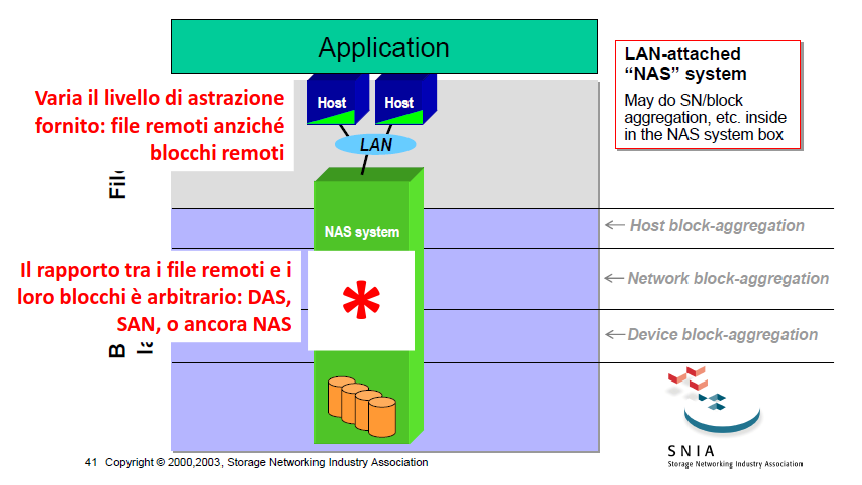 Application
LAN-attached
“NAS” system
May do SN/block
aggregation, etc. inside
in the NAS system box
Varia il livello di astrazione
fornito: file remoti anziché
blocchi remoti
Host
Host
LAN
NAS system
Host block-aggregation
Il rapporto tra i file remoti e i
loro blocchi è arbitrario: DAS,
SAN, o ancora NAS
*
Network block-aggregation
Device block-aggregation
SNIA
Storage Networking Industry Association
41 Copyright © 2000,2003, Storage Networking Industry Association